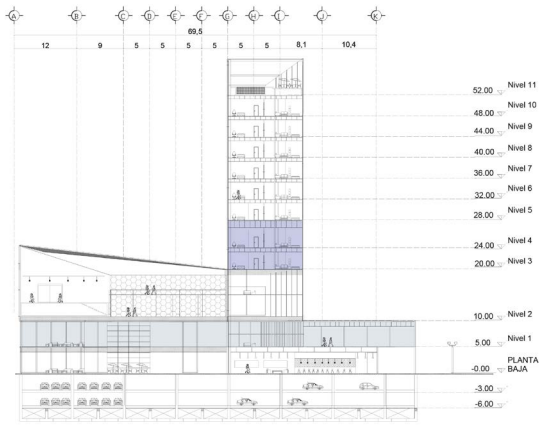 A B C D E F G H I J K
69,5
12 9 5 5 5 5 5 5 8,1 10,4
52.00 Nivel 11
48.00 Nivel 10
44.00 Nivel 9
40.00 Nivel 8
36.00 Nivel 7
32.00 Nivel 6
28.00 Nivel 5
24.00 Nivel 4
20.00 Nivel 3
10.00 Nivel 2
5.00 Nivel 1
-0.00 PLANTA
BAJA
-3.00
-6.00